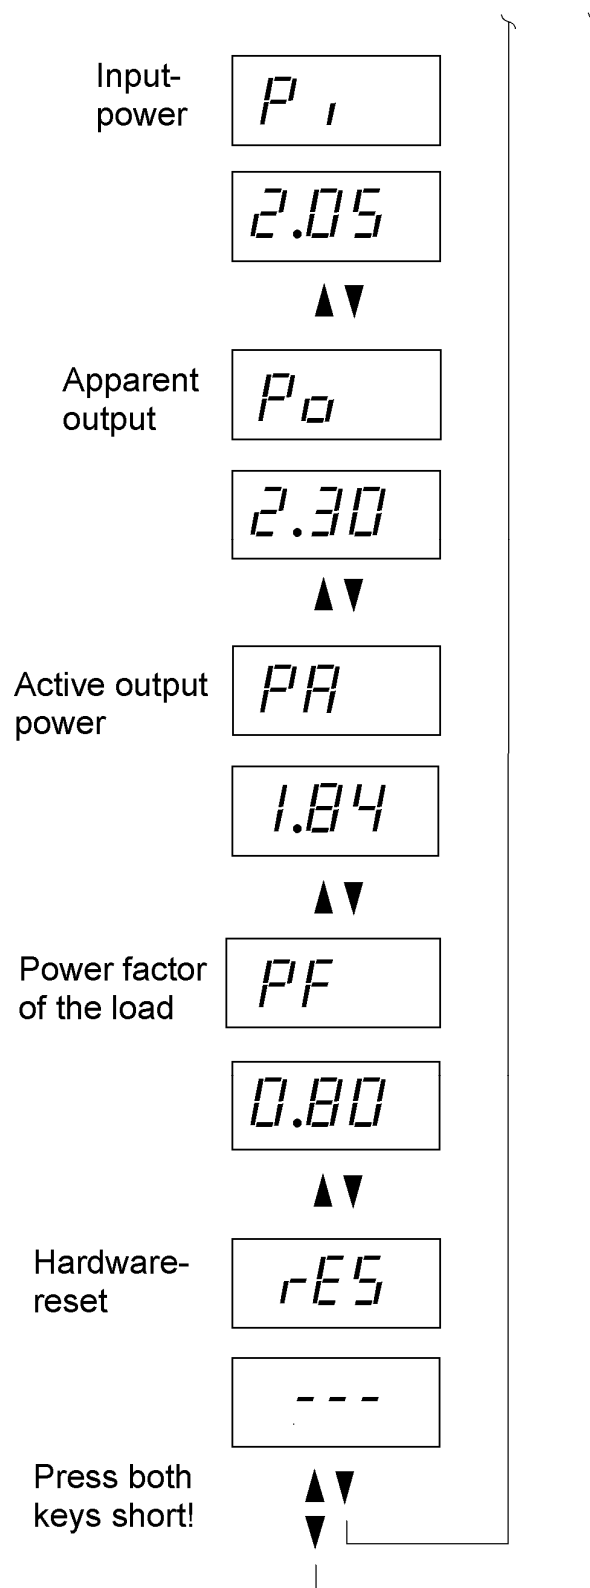 Input-
power
Pi
2.05
Apparent
output
Po
2.30
Active output
power
PA
1.84
Power factor
of the load
PF
0.80
Hardware-
reset
rES
---
Press both
keys short!